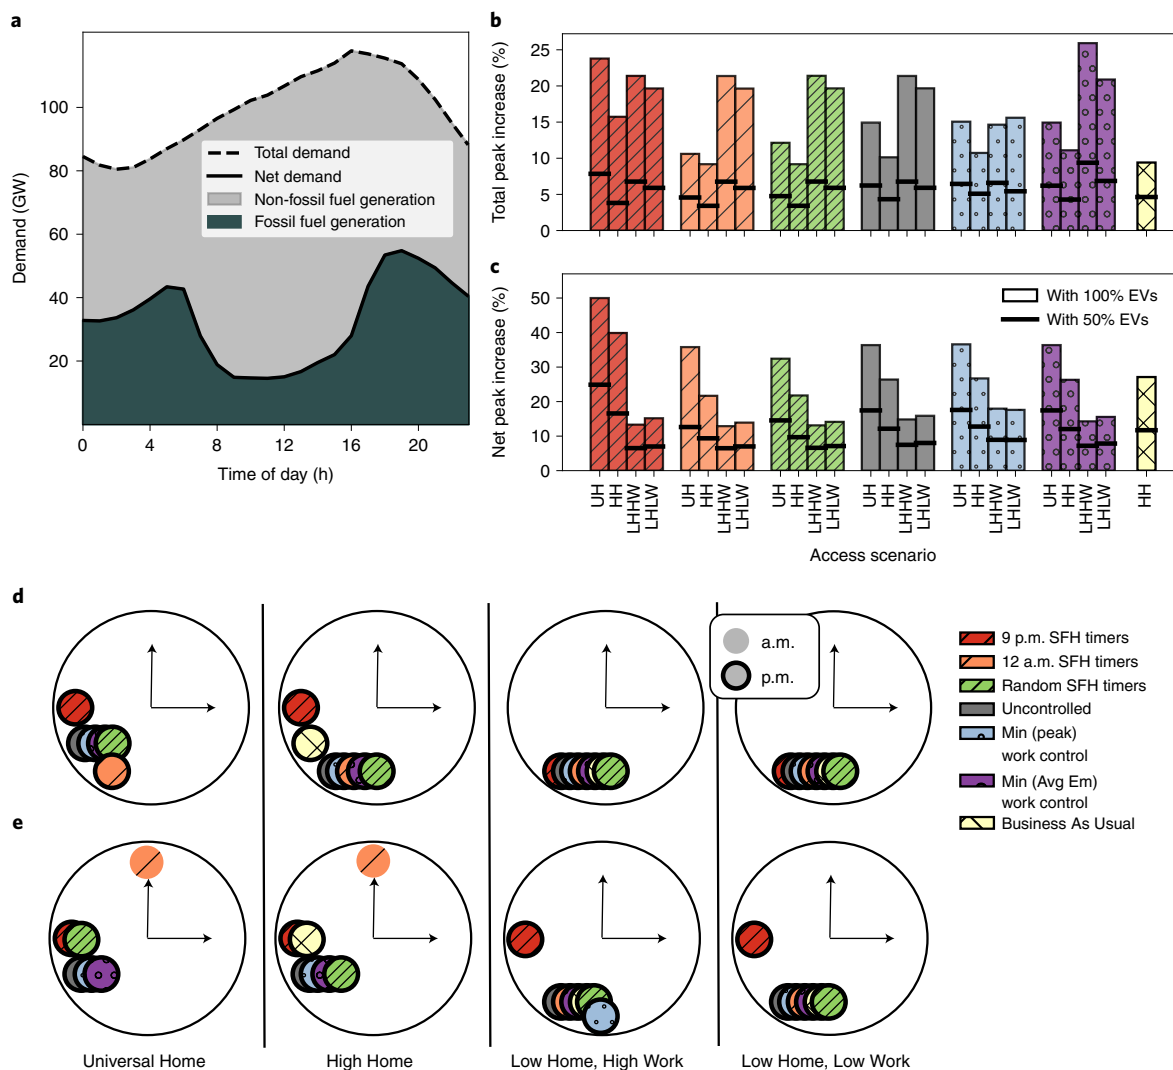 a
Demand (GW)
100
80
60
40
20
Total demand
Net demand
Non-fossil fuel generation
Fossil fuel generation
0 4 8 12 16 20
Time of day (h)
b
Total peak increase (%)
25
20
15
10
5
0
c
Net peak increase (%)
50
40
30
20
10
0
With 100% EVs
With 50% EVs
UH HH LHHW LHLW UH HH LHHW LHLW UH HH LHHW LHLW UH HH LHHW LHLW UH HH LHHW LHLW UH HH LHHW LHLW HH
Access scenario
d
a.m.
p.m.
9 p.m. SFH timers
12 a.m. SFH timers
Random SFH timers
Uncontrolled
Min (peak)
work control
Min (Avg Em)
work control
Business As Usual
e
Universal Home
High Home
Low Home, High Work
Low Home, Low Work